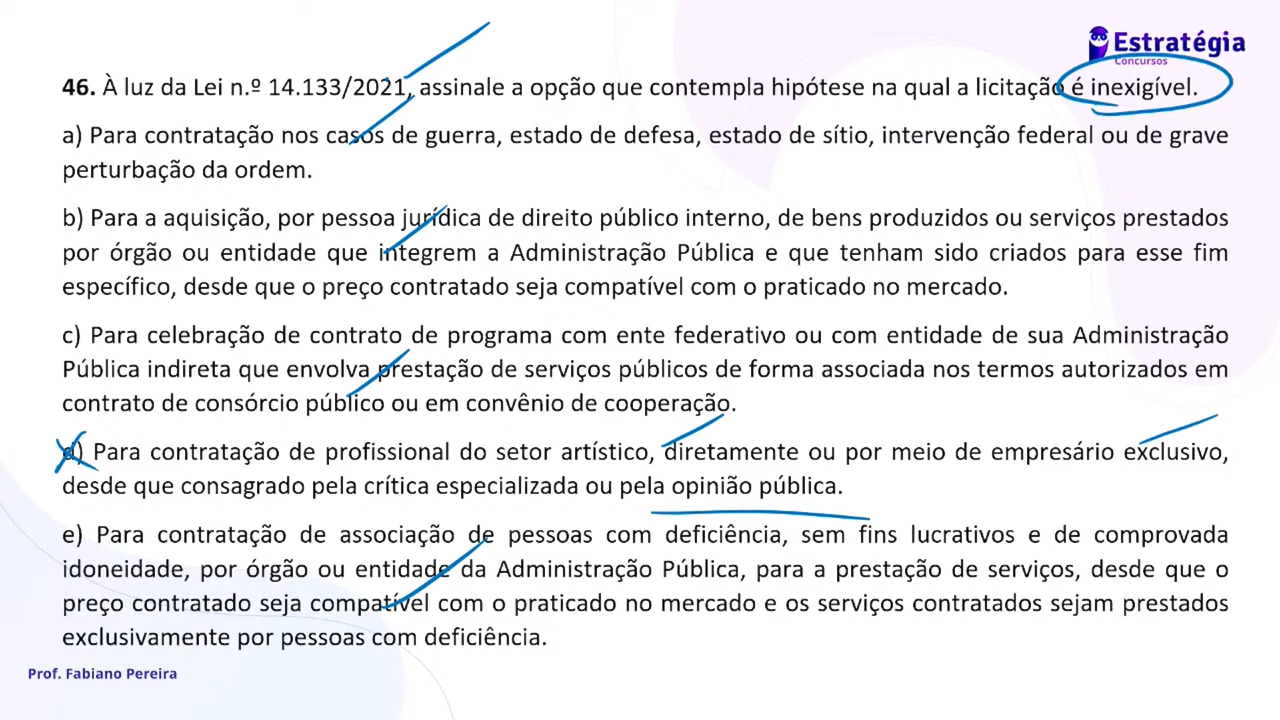 Estratégia
Concursos
46. À luz da Lei n.º 14.133/2021, assinale a opção que contempla hipótese na qual a licitação é inexigível.
a) Para contratação nos casos de guerra, estado de defesa, estado de sítio, intervenção federal ou de grave
perturbação da ordem.
b) Para a aquisição, por pessoa jurídica de direito público interno, de bens produzidos ou serviços prestados
por órgão ou entidade que integrem a Administração Pública e que tenham sido criados para esse fim
específico, desde que o preço contratado seja compatível com o praticado no mercado.
c) Para celebração de contrato de programa com ente federativo ou com entidade de sua Administração
Pública indireta que envolva prestação de serviços públicos de forma associada nos termos autorizados em
contrato de consórcio público ou em convênio de cooperação.
d) Para contratação de profissional do setor artístico, diretamente ou por meio de empresário exclusivo,
desde que consagrado pela crítica especializada ou pela opinião pública.
e) Para contratação de associação de pessoas com deficiência, sem fins lucrativos e de comprovada
idoneidade, por órgão ou entidade da Administração Pública, para a prestação de serviços, desde que o
preço contratado seja compatível com o praticado no mercado e os serviços contratados sejam prestados
exclusivamente por pessoas com deficiência.
Prof. Fabiano Pereira